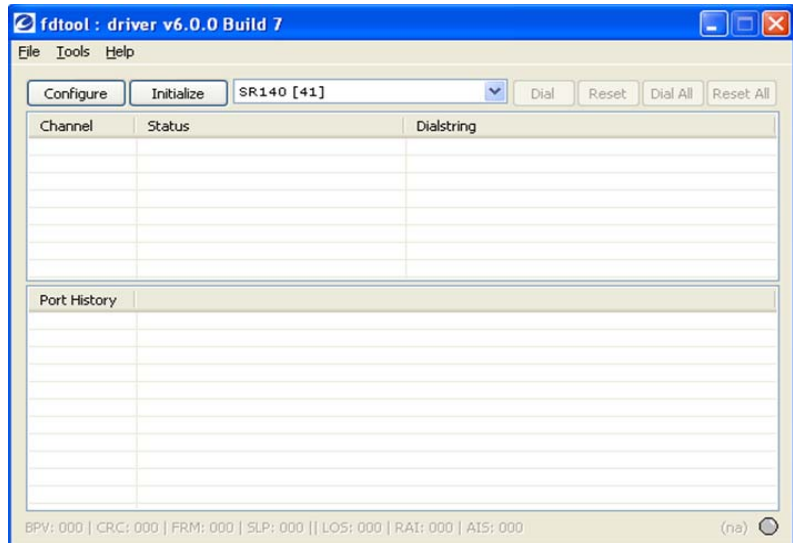 fdtool : driver v6.0.0 Build 7
File Tools Help
Configure Initialize SR140 [41] Dial Reset Dial All Reset All
Channel Status Dialstring
Port History
BPV: 000 | CRC: 000 | FRM: 000 | SLP: 000 || LOS: 000 | RAI: 000 | AIS: 000 (na)